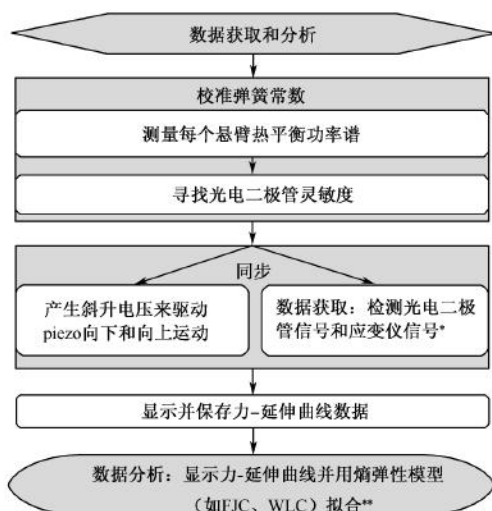 数据获取和分析
校准弹簧常数
测量每个悬臂热平衡功率谱
寻找光电二极管灵敏度
同步
产生斜升电压来驱动
piezo向下和向上运动
数据获取：检测光电二极
管信号和应变仪信号*
显示并保存力-延伸曲线数据
数据分析：显示力-延伸曲线并用熵弹性模型
（如FJC、WLC）拟合**